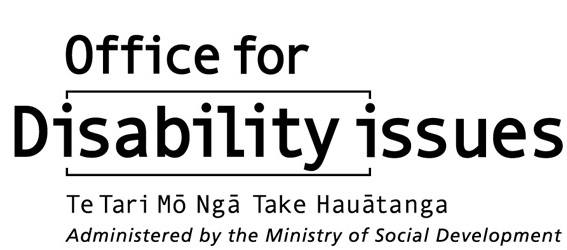 Office for
Disability issues
Te Tari Mō Ngā Take Hauātanga
Administered by the Ministry of Social Development